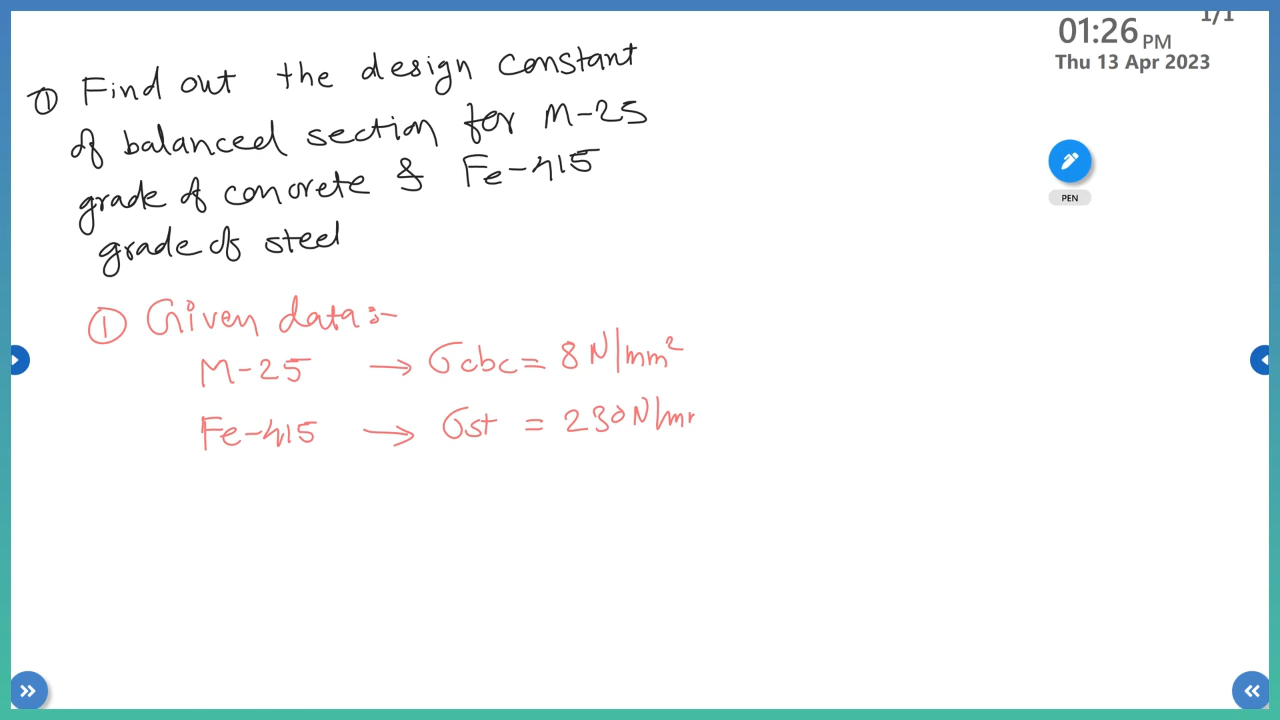 1/1
01:26 PM
Thu 13 Apr 2023
PEN
① Find out the design constant
of balanced section for M-25
grade of concrete & Fe-415
grade of steel
① Given data:-
M-25 → σcbc = 8 N/mm²
Fe-415 → σst = 230 N/mm